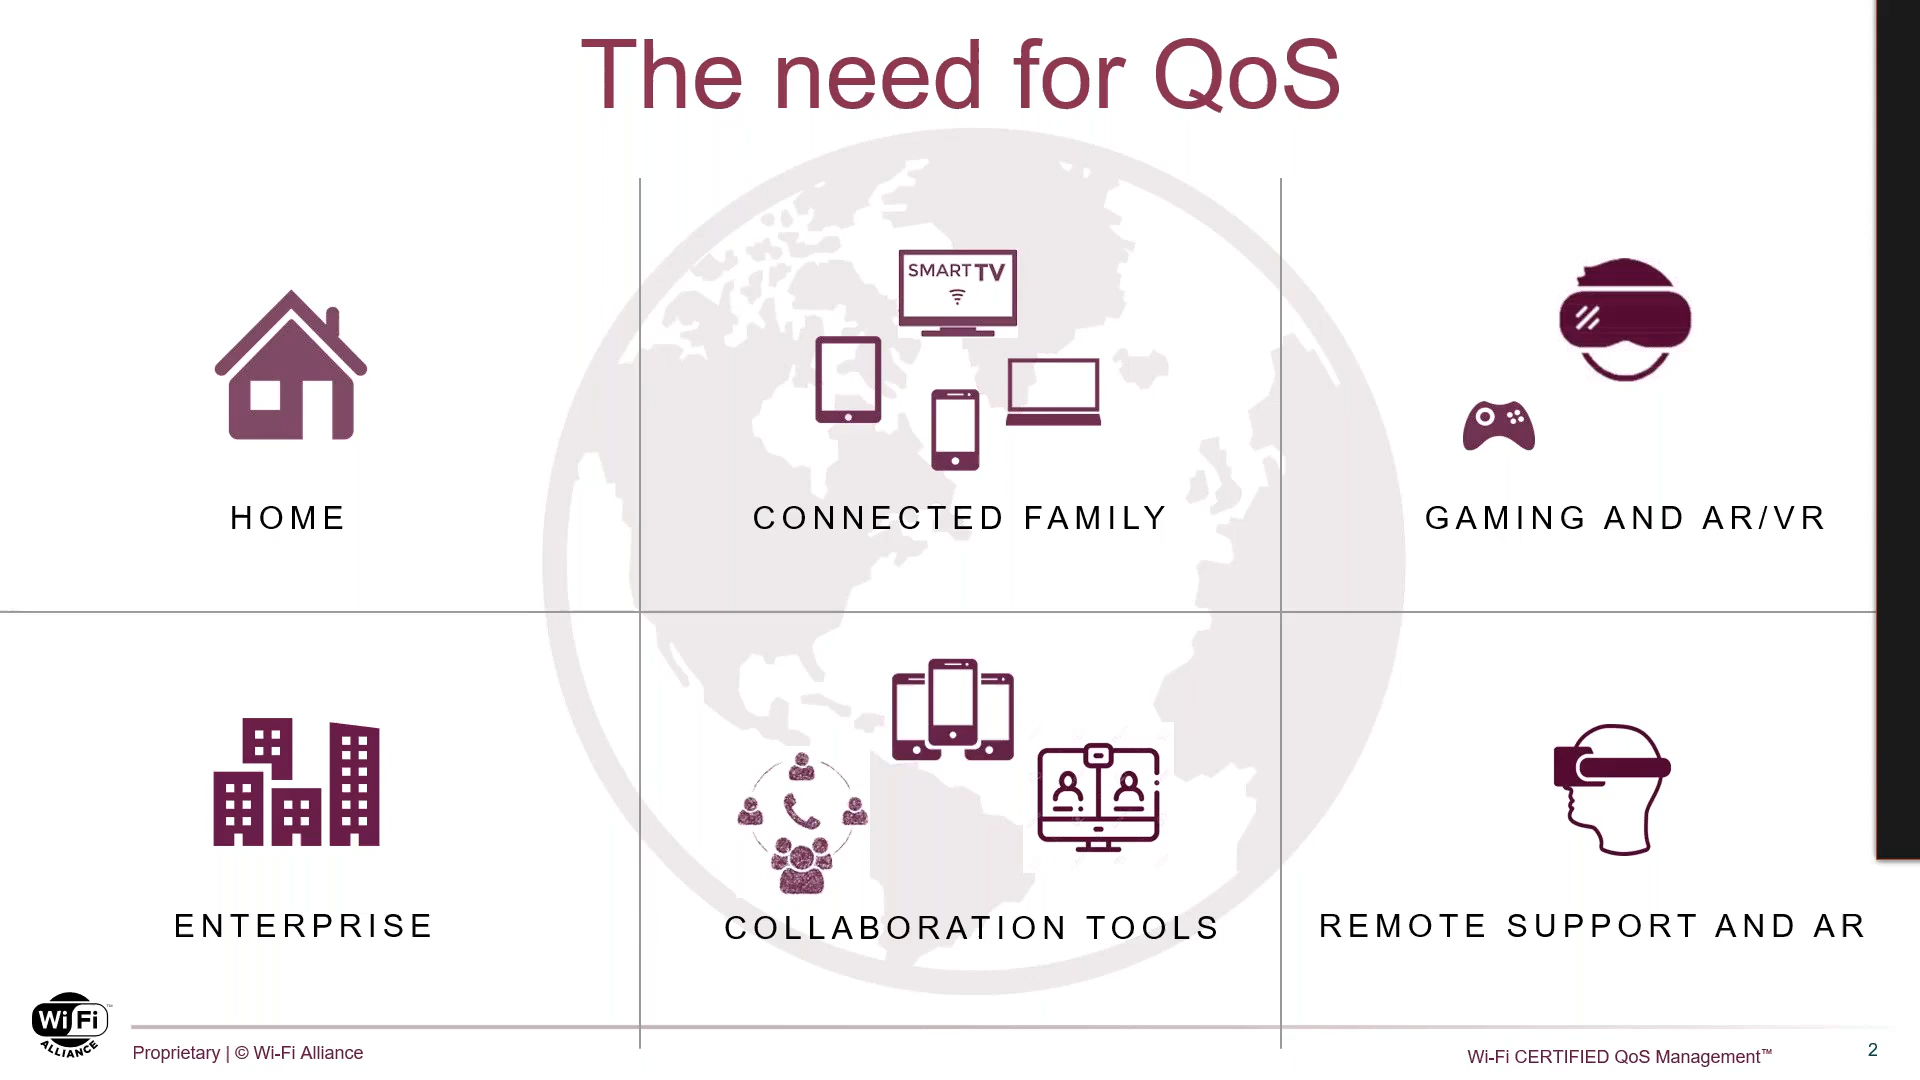 The need for QoS
SMART TV
HOME
CONNECTED FAMILY
GAMING AND AR/VR
ENTERPRISE
COLLABORATION TOOLS
REMOTE SUPPORT AND AR
Wi Fi™
ALLIANCE
Proprietary | © Wi-Fi Alliance
Wi-Fi CERTIFIED QoS Management™
2